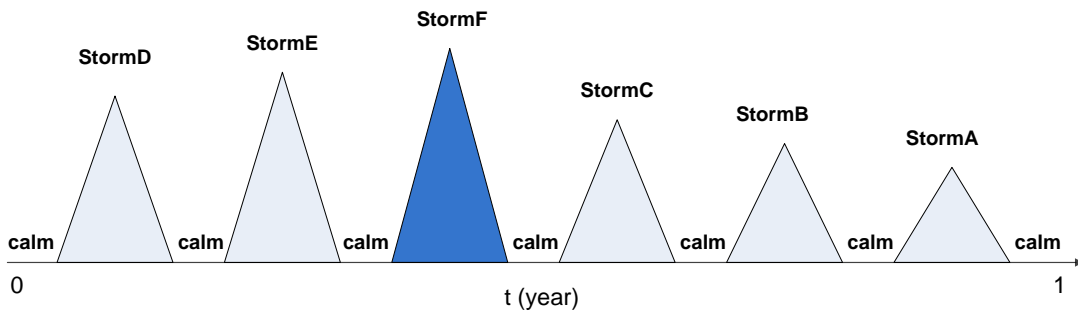 StormD
StormE
StormF
StormC
StormB
StormA
calm calm calm calm calm calm calm
0 1
t (year)